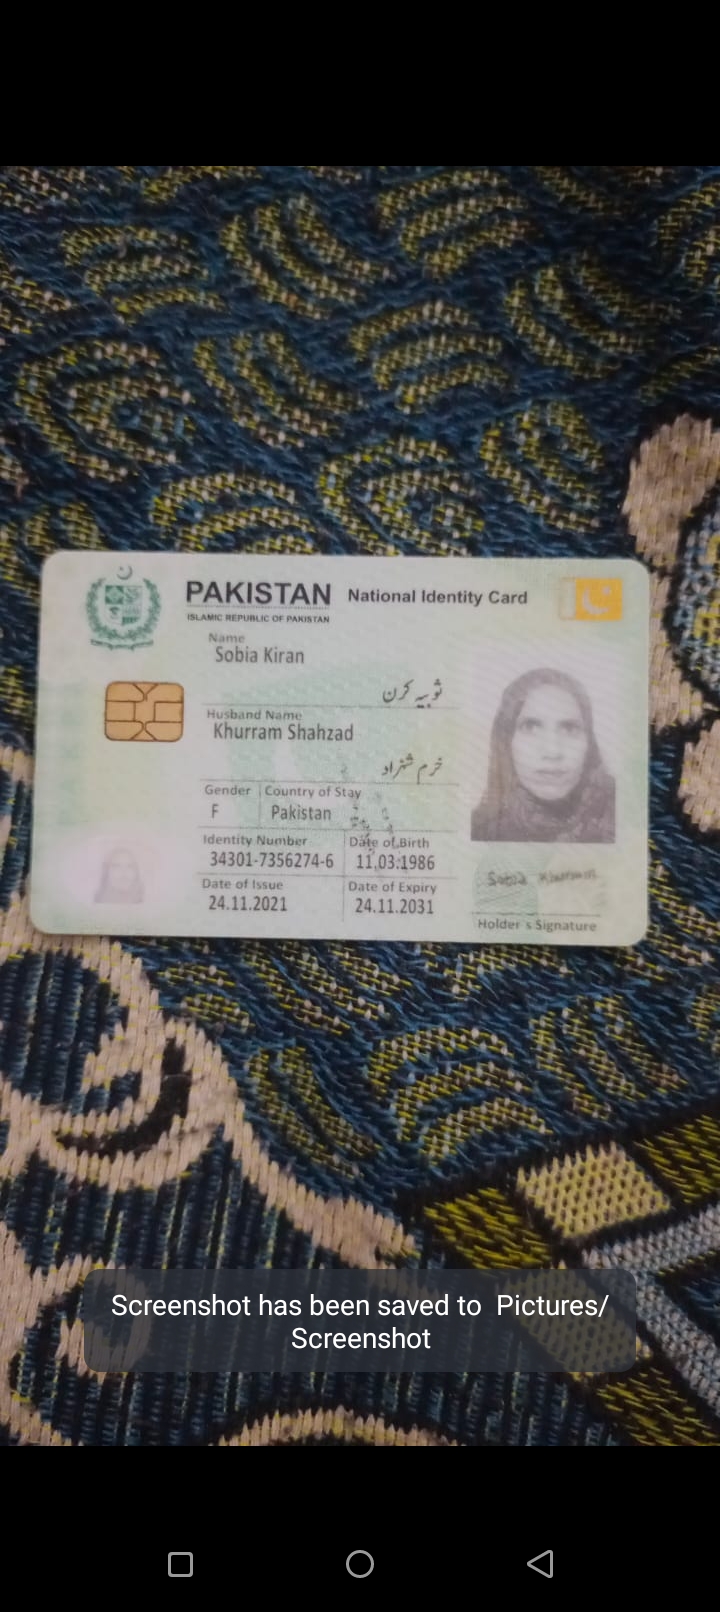 PAKISTAN National Identity Card
ISLAMIC REPUBLIC OF PAKISTAN
Name
Sobia Kiran
ثوبیہ کرن
Husband Name
Khurram Shahzad
خرم شہزاد
Gender Country of Stay
F Pakistan
Identity Number Date of Birth
34301-7356274-6 11.03.1986
Date of Issue Date of Expiry
24.11.2021 24.11.2031
Sobia Khurram
Holder's Signature
Screenshot has been saved to Pictures/
Screenshot